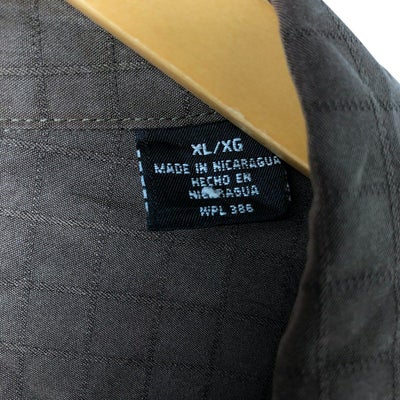 XL/XG
MADE IN NICARAGUA
HECHO EN
NICARAGUA
WPL 386